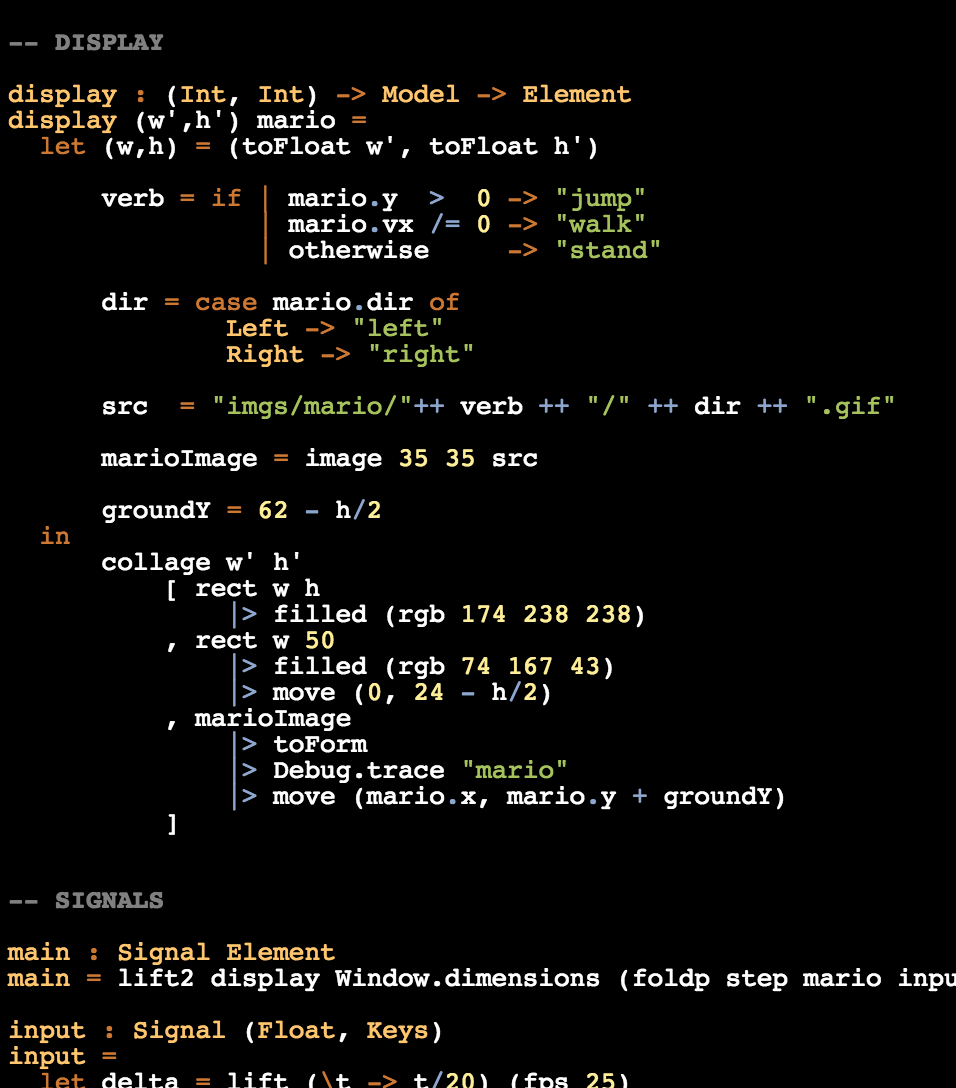 -- DISPLAY
display : (Int, Int) -> Model -> Element
display (w',h') mario =
  let (w,h) = (toFloat w', toFloat h')
      verb = if | mario.y  >  0 -> "jump"
                | mario.vx /= 0 -> "walk"
                | otherwise     -> "stand"
      dir = case mario.dir of
              Left -> "left"
              Right -> "right"
      src  = "imgs/mario/"++ verb ++ "/" ++ dir ++ ".gif"
      marioImage = image 35 35 src
      groundY = 62 - h/2
  in
      collage w' h'
          [ rect w h
              |> filled (rgb 174 238 238)
          , rect w 50
              |> filled (rgb 74 167 43)
              |> move (0, 24 - h/2)
          , marioImage
              |> toForm
              |> Debug.trace "mario"
              |> move (mario.x, mario.y + groundY)
          ]
-- SIGNALS
main : Signal Element
main = lift2 display Window.dimensions (foldp step mario inpu
input : Signal (Float, Keys)
input =
  let delta = lift (\t -> t/20) (fps 25)